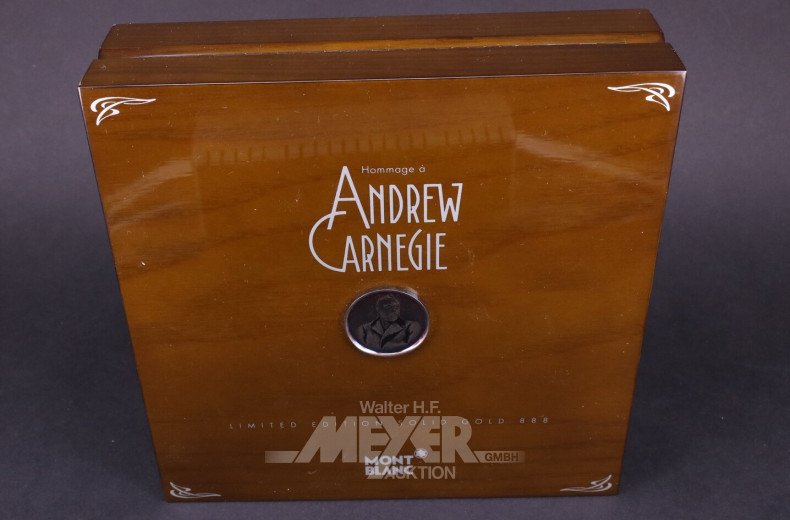 Hommage à
ANDREW
CARNEGIE
Walter H.F.
LIMITED EDITION SOLID GOLD 888
MEYER
GMBH
MONT
BLANC
AUKTION